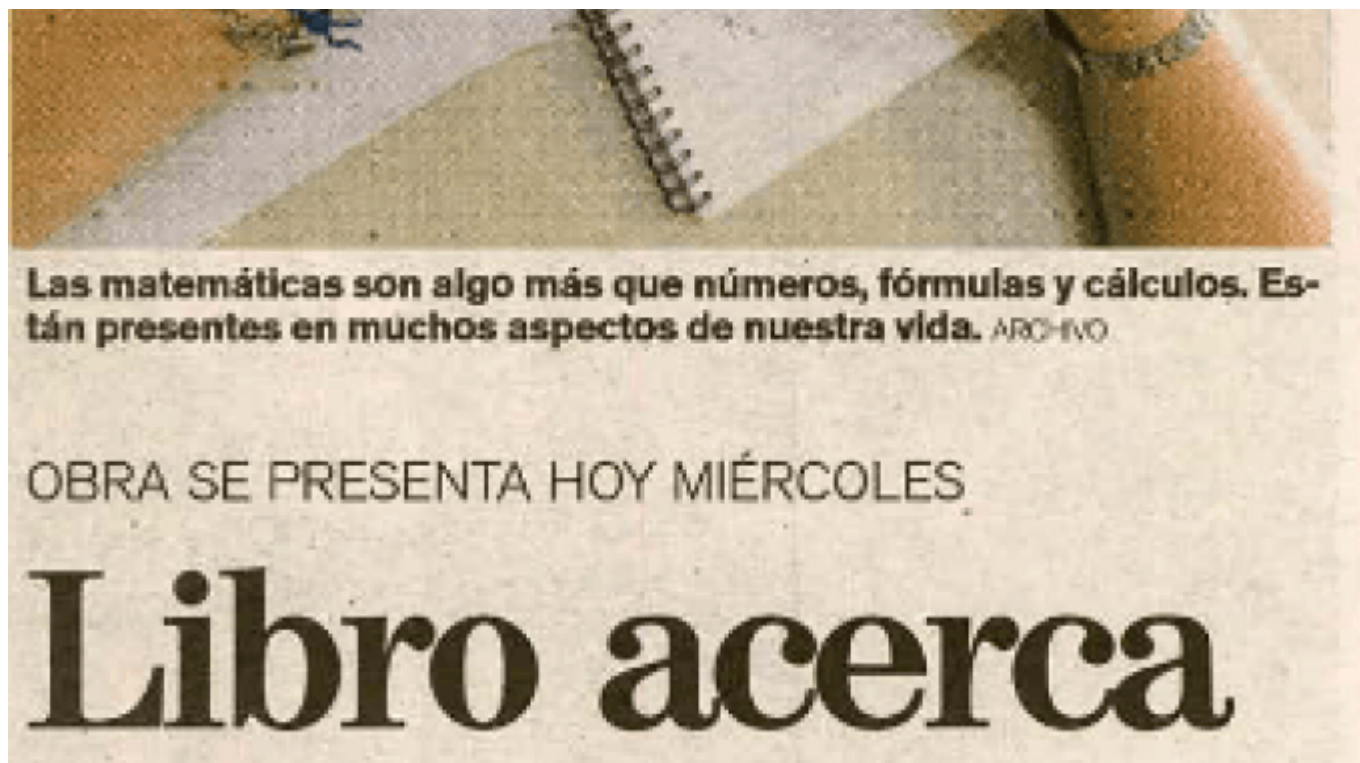 Las matemáticas son algo más que números, fórmulas y cálculos. Es-
tán presentes en muchos aspectos de nuestra vida. ARCHIVO
OBRA SE PRESENTA HOY MIÉRCOLES
Libro acerca